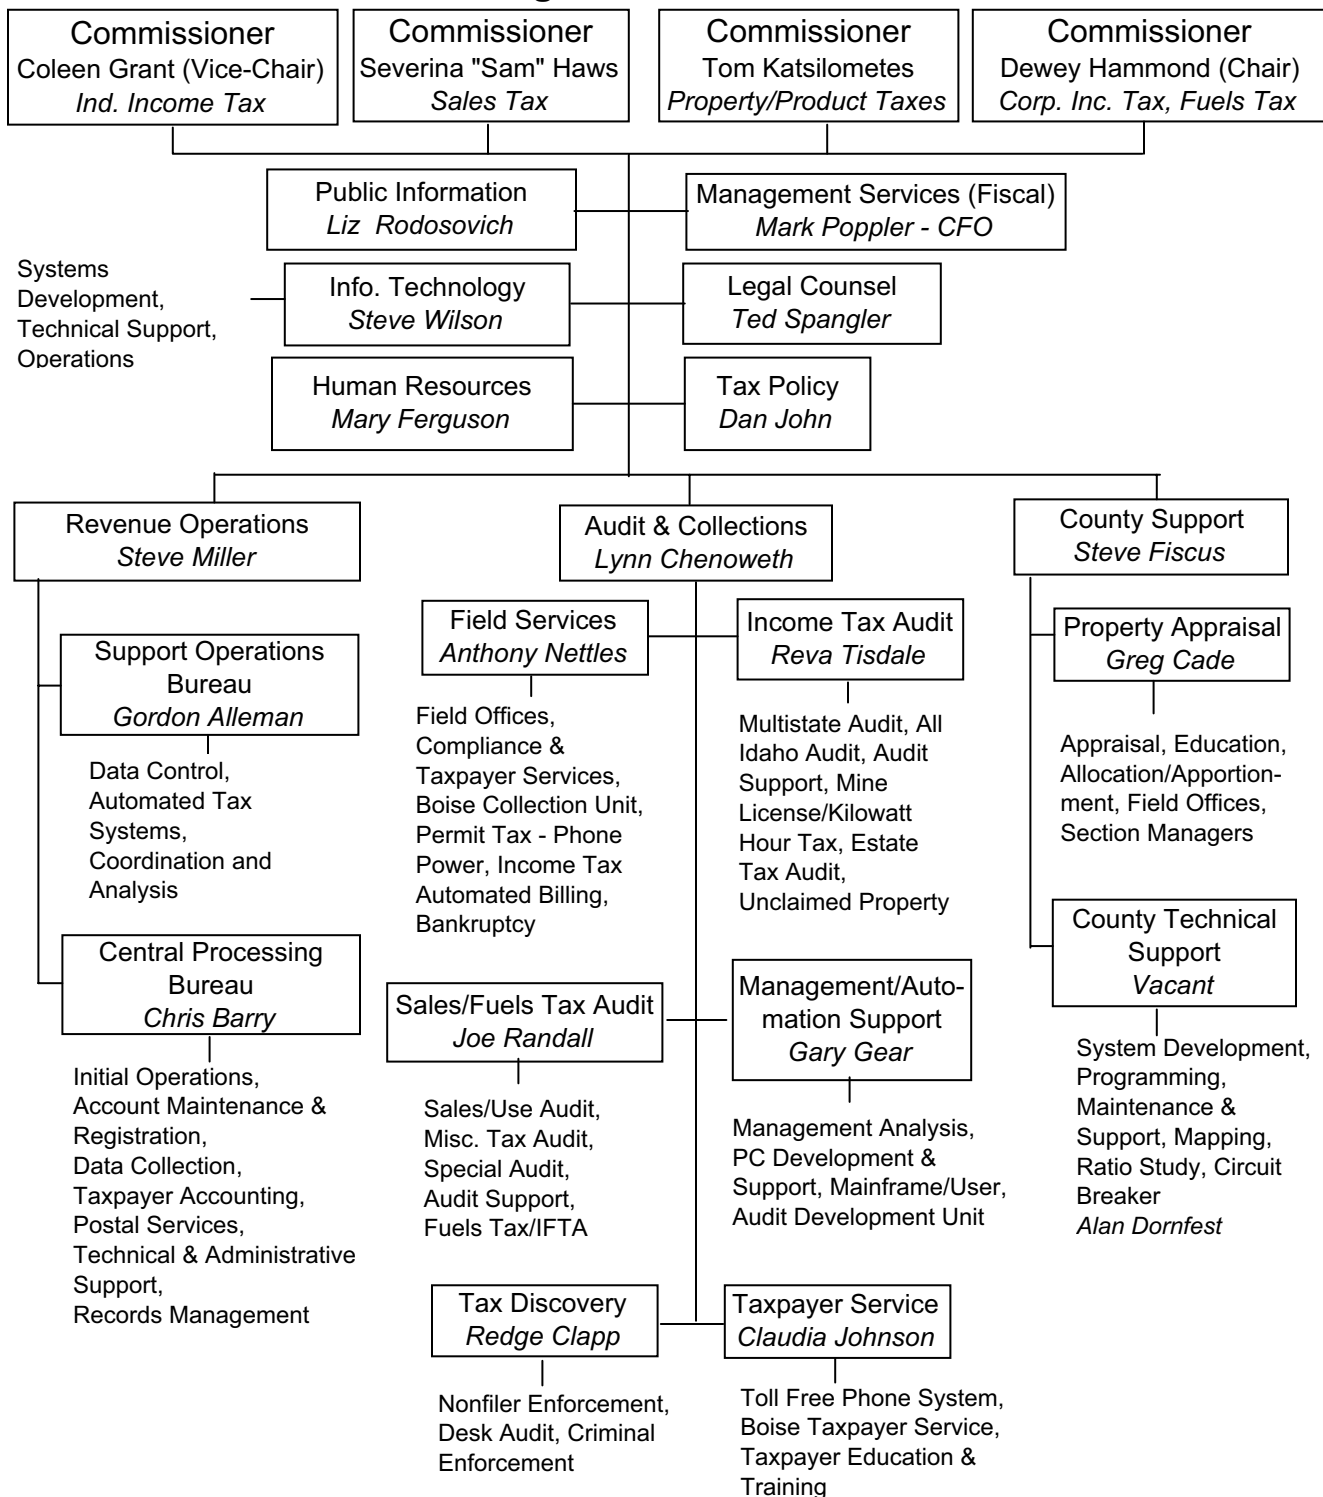 Commissioner
Coleen Grant (Vice-Chair)
Ind. Income Tax
Commissioner
Severina "Sam" Haws
Sales Tax
Commissioner
Tom Katsilometes
Property/Product Taxes
Commissioner
Dewey Hammond (Chair)
Corp. Inc. Tax, Fuels Tax
Public Information
Liz Rodosovich
Management Services (Fiscal)
Mark Poppler - CFO
Systems
Development,
Technical Support,
Operations
Info. Technology
Steve Wilson
Legal Counsel
Ted Spangler
Human Resources
Mary Ferguson
Tax Policy
Dan John
Revenue Operations
Steve Miller
Audit & Collections
Lynn Chenoweth
County Support
Steve Fiscus
Support Operations
Bureau
Gordon Alleman
Data Control,
Automated Tax
Systems,
Coordination and
Analysis
Central Processing
Bureau
Chris Barry
Initial Operations,
Account Maintenance &
Registration,
Data Collection,
Taxpayer Accounting,
Postal Services,
Technical & Administrative
Support,
Records Management
Field Services
Anthony Nettles
Field Offices,
Compliance &
Taxpayer Services,
Boise Collection Unit,
Permit Tax - Phone
Power, Income Tax
Automated Billing,
Bankruptcy
Income Tax Audit
Reva Tisdale
Multistate Audit, All
Idaho Audit, Audit
Support, Mine
License/Kilowatt
Hour Tax, Estate
Tax Audit,
Unclaimed Property
Sales/Fuels Tax Audit
Joe Randall
Sales/Use Audit,
Misc. Tax Audit,
Special Audit,
Audit Support,
Fuels Tax/IFTA
Management/Auto-
mation Support
Gary Gear
Management Analysis,
PC Development &
Support, Mainframe/User,
Audit Development Unit
Tax Discovery
Redge Clapp
Nonfiler Enforcement,
Desk Audit, Criminal
Enforcement
Taxpayer Service
Claudia Johnson
Toll Free Phone System,
Boise Taxpayer Service,
Taxpayer Education &
Training
Property Appraisal
Greg Cade
Appraisal, Education,
Allocation/Apportion-
ment, Field Offices,
Section Managers
County Technical
Support
Vacant
System Development,
Programming,
Maintenance &
Support, Mapping,
Ratio Study, Circuit
Breaker
Alan Dornfest